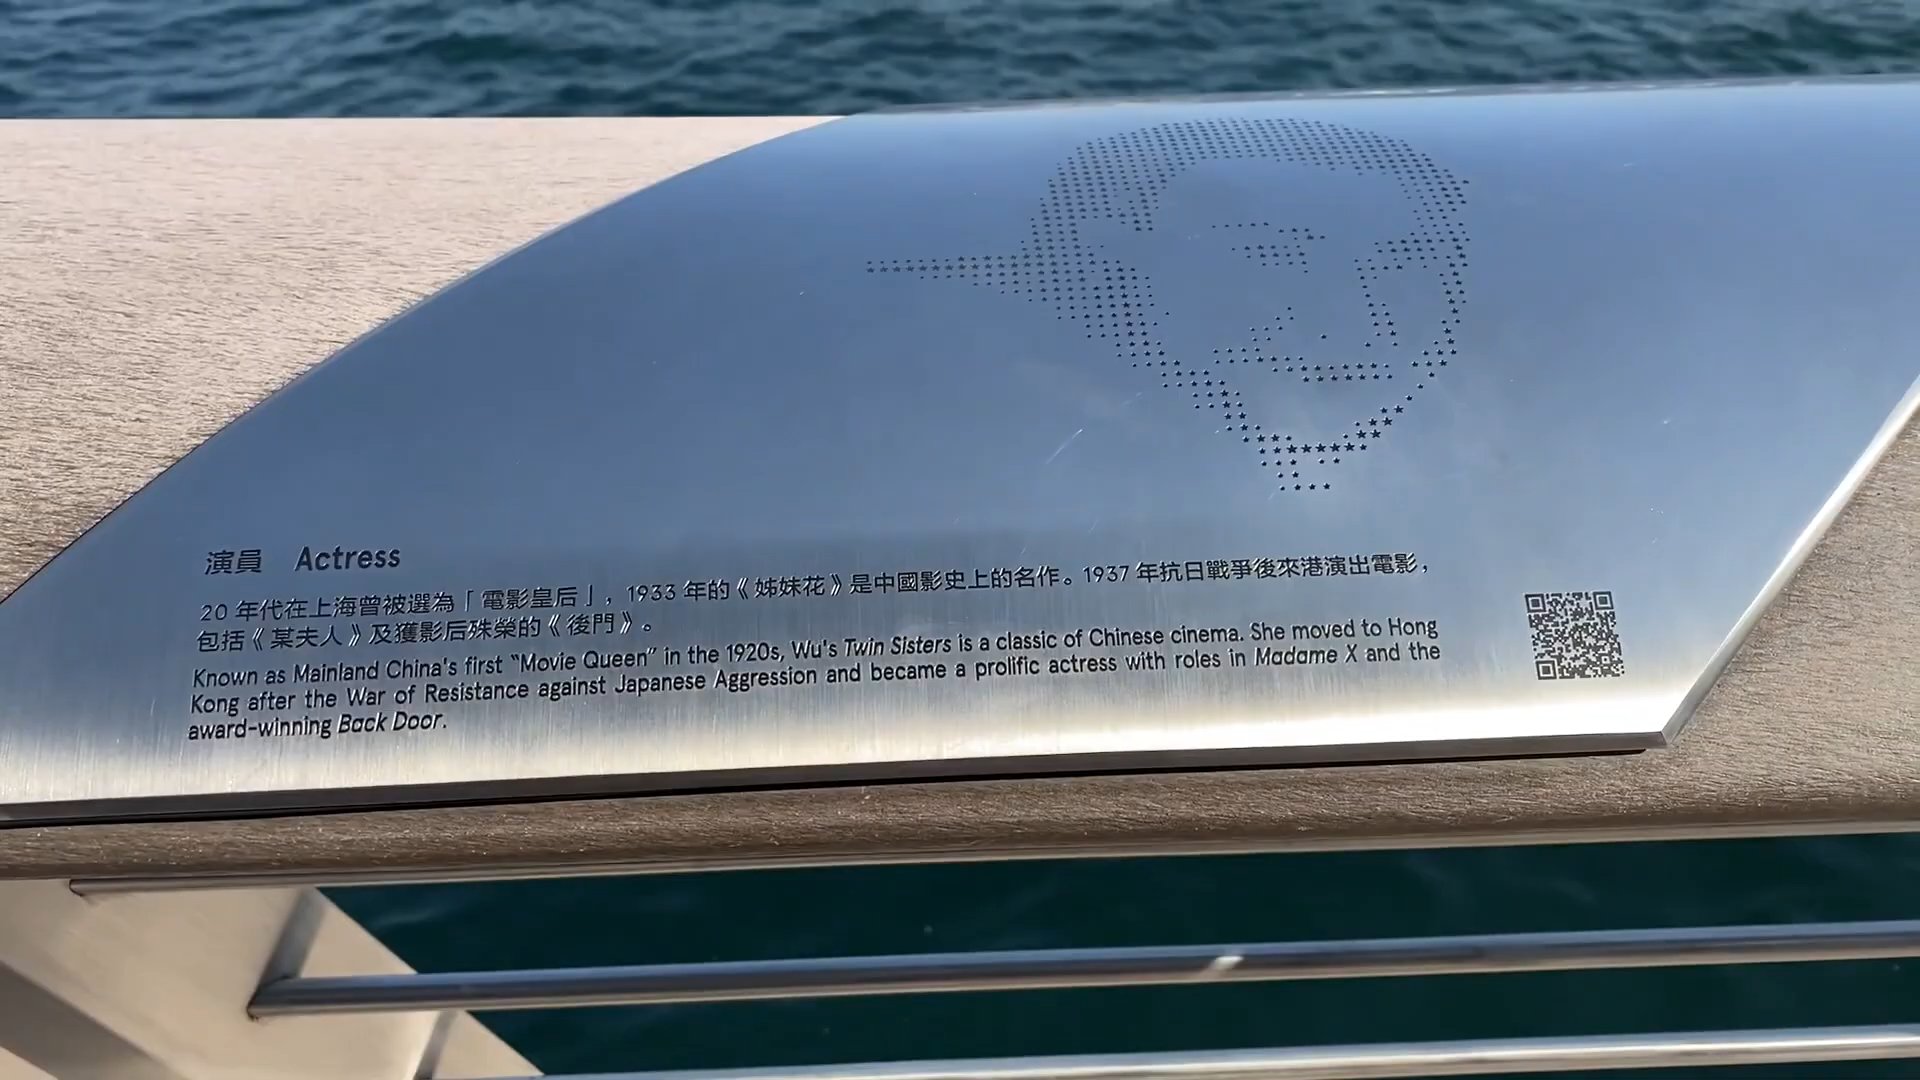 演員 Actress
20 年代在上海曾被選為「電影皇后」，1933 年的《姊妹花》是中國影史上的名作。1937 年抗日戰爭後來港演出電影，
包括《某夫人》及獲影后殊榮的《後門》。
Known as Mainland China's first "Movie Queen" in the 1920s, Wu's Twin Sisters is a classic of Chinese cinema. She moved to Hong
Kong after the War of Resistance against Japanese Aggression and became a prolific actress with roles in Madame X and the
award-winning Back Door.